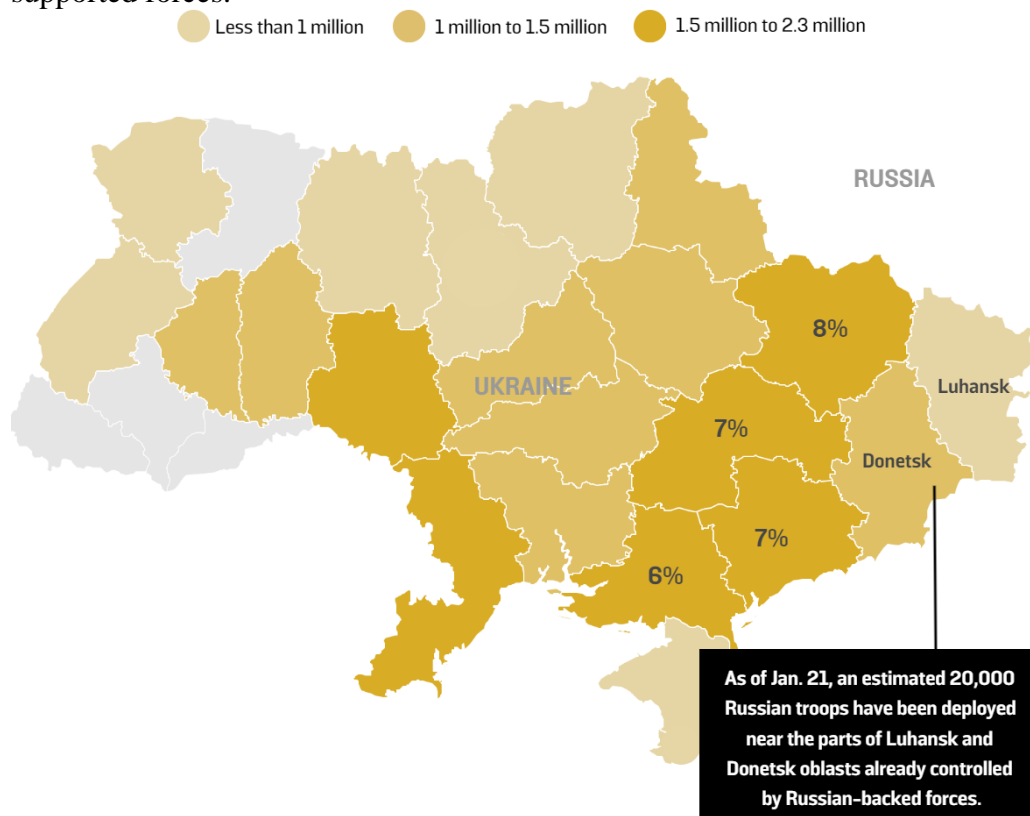 supported forces.
Less than 1 million 1 million to 1.5 million 1.5 million to 2.3 million
RUSSIA
8%
UKRAINE
Luhansk
7%
Donetsk
7%
6%
As of Jan. 21, an estimated 20,000
Russian troops have been deployed
near the parts of Luhansk and
Donetsk oblasts already controlled
by Russian-backed forces.